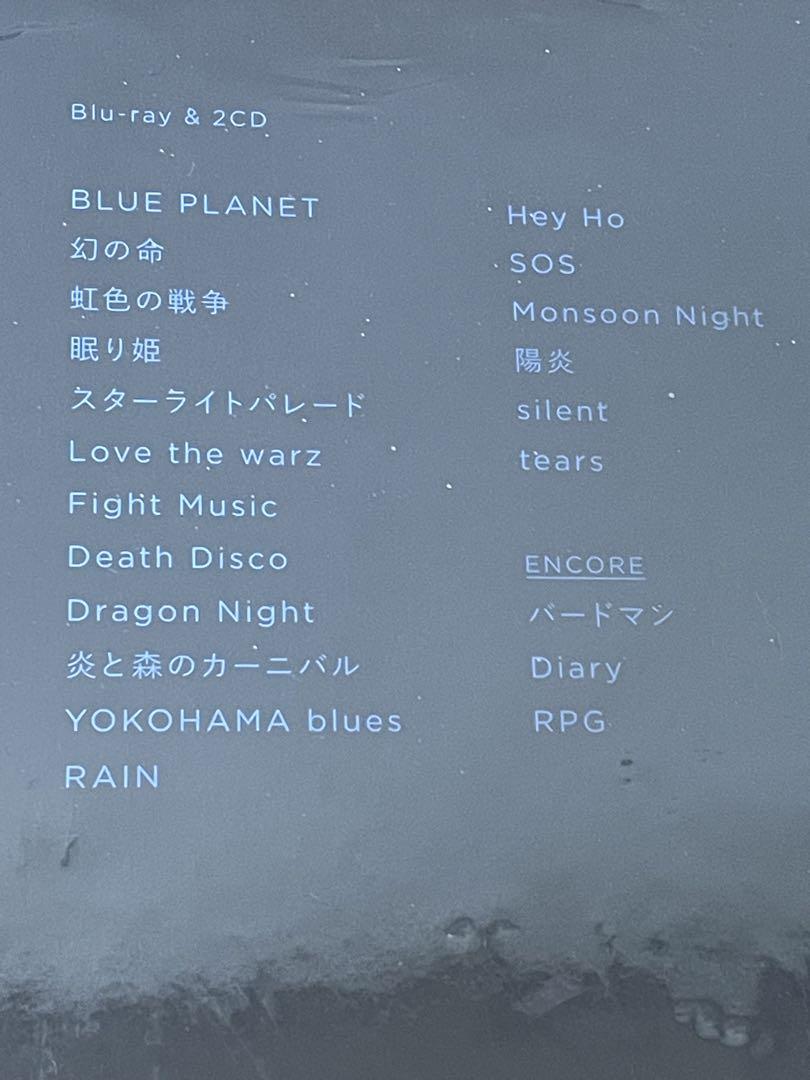 Blu-ray & 2CD
BLUE PLANET
幻の命
虹色の戦争
眠り姫
スターライトパレード
Love the warz
Fight Music
Death Disco
Dragon Night
炎と森のカーニバル
YOKOHAMA blues
RAIN
Hey Ho
SOS
Monsoon Night
陽炎
silent
tears
ENCORE
バードマン
Diary
RPG